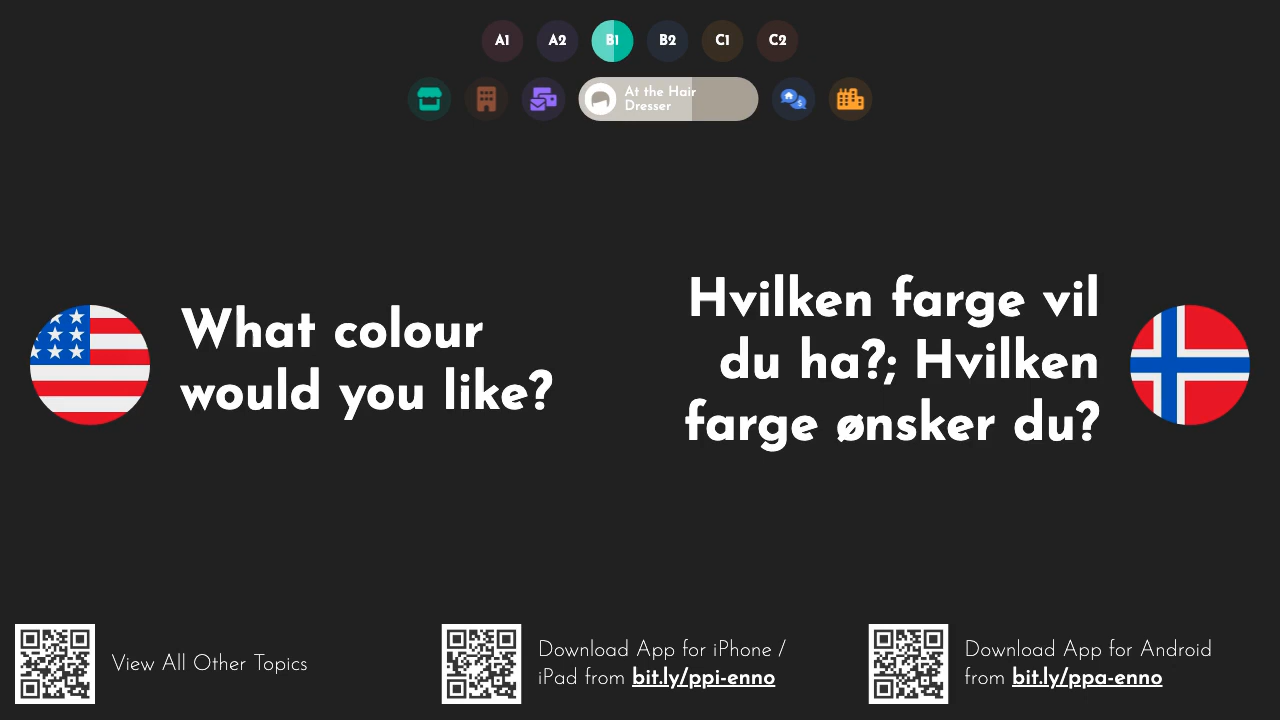 A1 A2 B1 B2 C1 C2
At the Hair
Dresser
What colour
would you like?
Hvilken farge vil
du ha?; Hvilken
farge ønsker du?
View All Other Topics
Download App for iPhone /
iPad from bit.ly/ppi-enno
Download App for Android
from bit.ly/ppa-enno